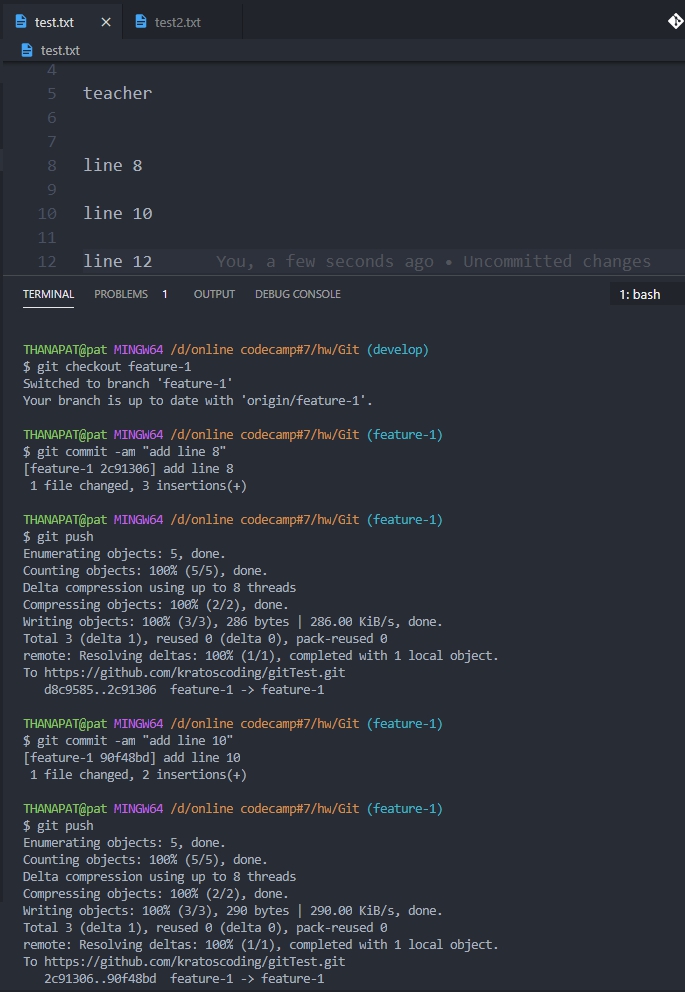 test.txt × test2.txt
test.txt
4
5 teacher
6
7
8 line 8
9
10 line 10
11
12 line 12 You, a few seconds ago • Uncommitted changes
TERMINAL PROBLEMS 1 OUTPUT DEBUG CONSOLE 1: bash
THANAPAT@pat MINGW64 /d/online codecamp#7/hw/Git (develop)
$ git checkout feature-1
Switched to branch 'feature-1'
Your branch is up to date with 'origin/feature-1'.
THANAPAT@pat MINGW64 /d/online codecamp#7/hw/Git (feature-1)
$ git commit -am "add line 8"
[feature-1 2c91306] add line 8
1 file changed, 3 insertions(+)
THANAPAT@pat MINGW64 /d/online codecamp#7/hw/Git (feature-1)
$ git push
Enumerating objects: 5, done.
Counting objects: 100% (5/5), done.
Delta compression using up to 8 threads
Compressing objects: 100% (2/2), done.
Writing objects: 100% (3/3), 286 bytes | 286.00 KiB/s, done.
Total 3 (delta 1), reused 0 (delta 0), pack-reused 0
remote: Resolving deltas: 100% (1/1), completed with 1 local object.
To https://github.com/kratoscoding/gitTest.git
d8c9585..2c91306 feature-1 -> feature-1
THANAPAT@pat MINGW64 /d/online codecamp#7/hw/Git (feature-1)
$ git commit -am "add line 10"
[feature-1 90f48bd] add line 10
1 file changed, 2 insertions(+)
THANAPAT@pat MINGW64 /d/online codecamp#7/hw/Git (feature-1)
$ git push
Enumerating objects: 5, done.
Counting objects: 100% (5/5), done.
Delta compression using up to 8 threads
Compressing objects: 100% (2/2), done.
Writing objects: 100% (3/3), 290 bytes | 290.00 KiB/s, done.
Total 3 (delta 1), reused 0 (delta 0), pack-reused 0
remote: Resolving deltas: 100% (1/1), completed with 1 local object.
To https://github.com/kratoscoding/gitTest.git
2c91306..90f48bd feature-1 -> feature-1